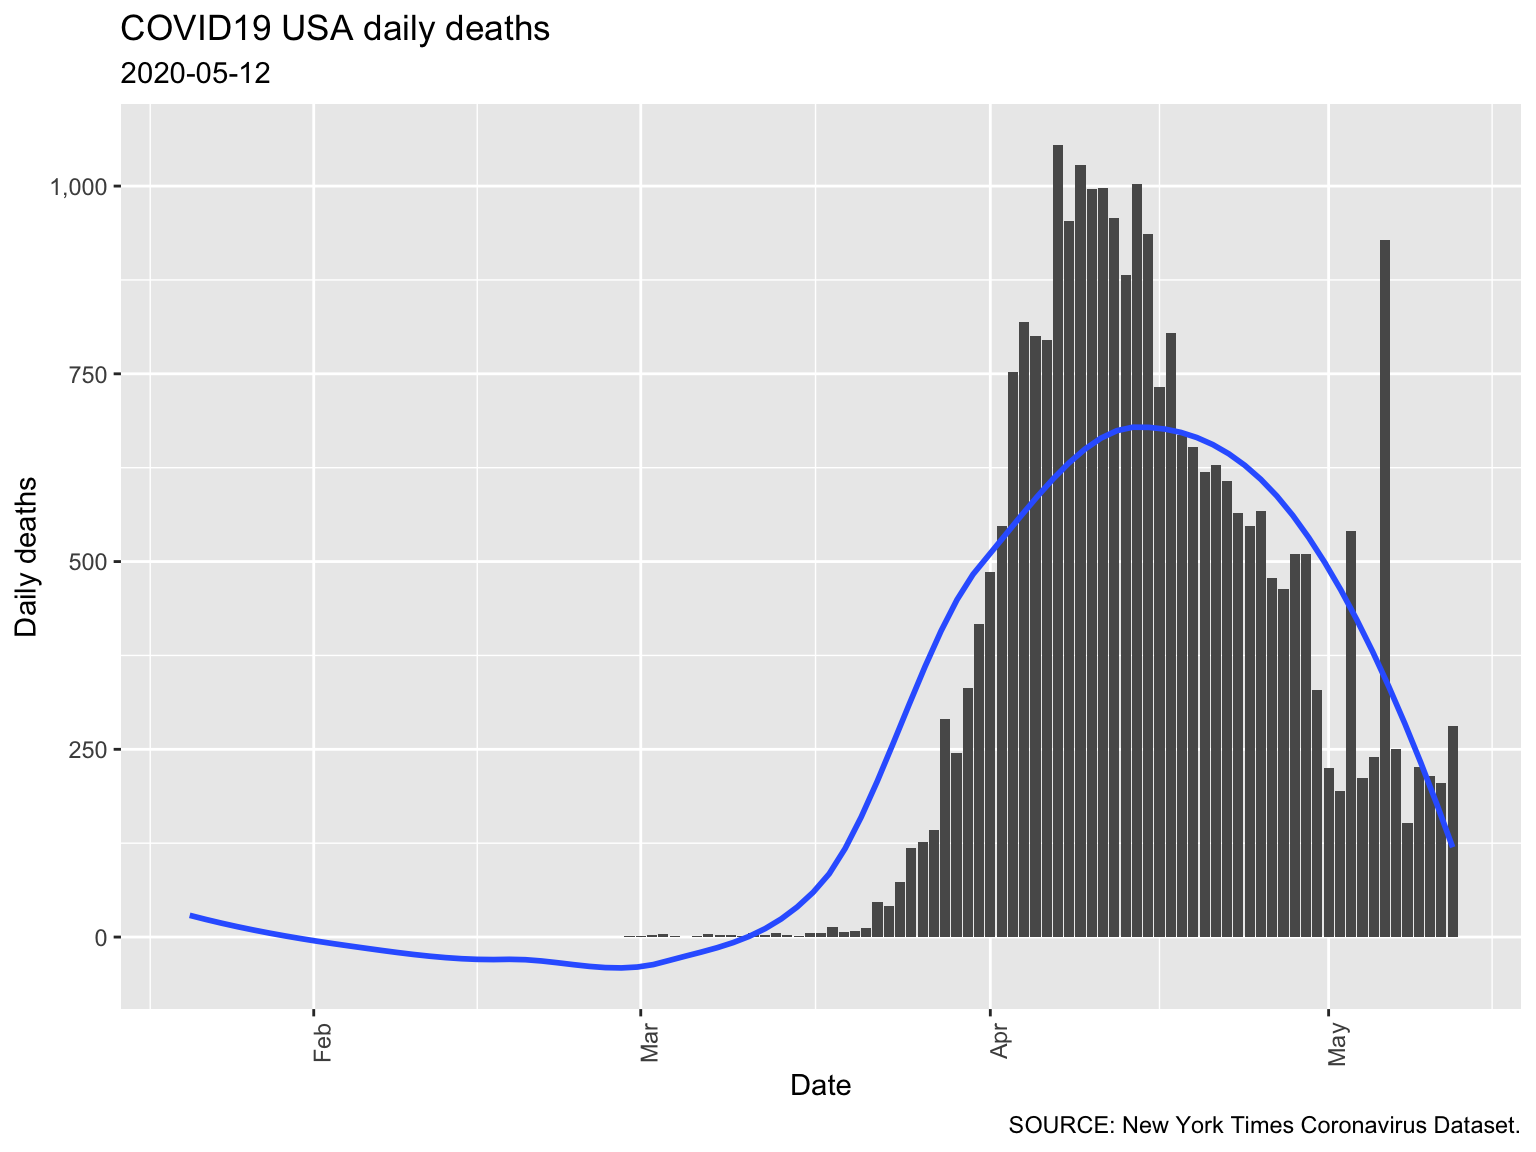 COVID19 USA daily deaths
2020-05-12
1,000
750
500
250
0
Daily deaths
Feb
Mar
Apr
May
Date
SOURCE: New York Times Coronavirus Dataset.